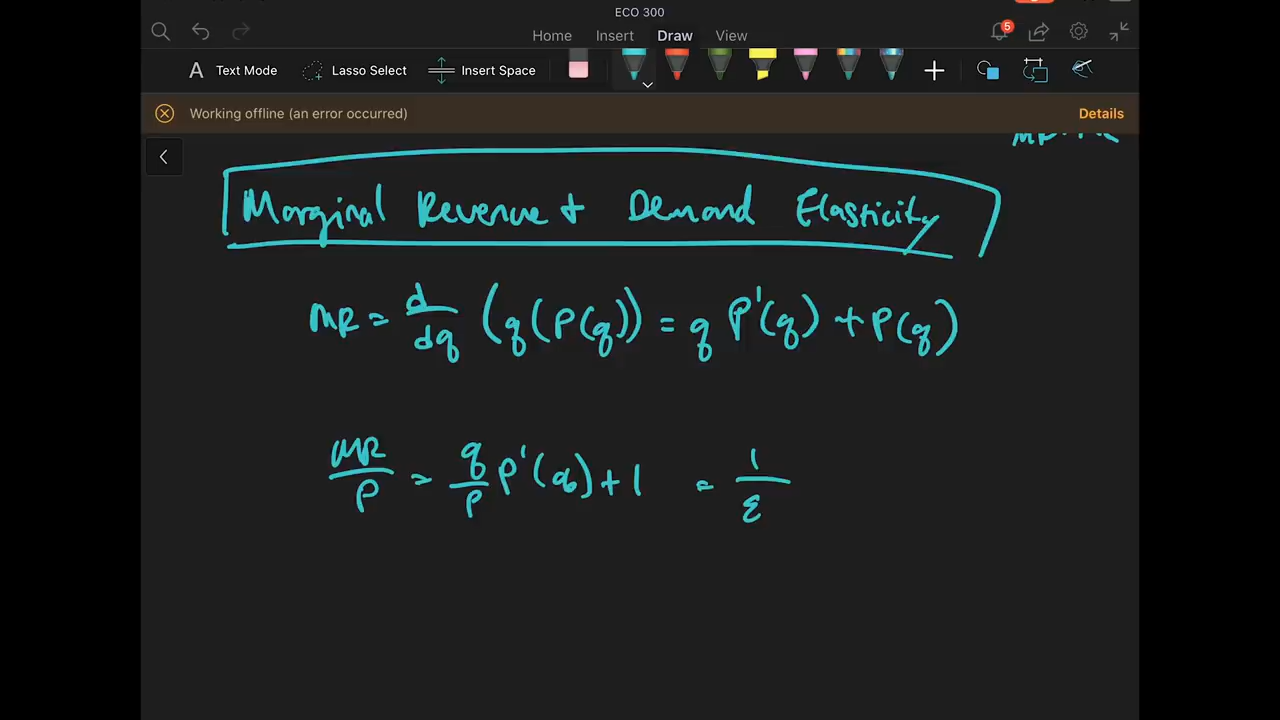 ECO 300
5
Home Insert Draw View
A Text Mode Lasso Select Insert Space
Working offline (an error occurred) Details
Marginal Revenue + Demand Elasticity
MR = d/dq (q(P(q)) = q P'(q) + P(q)
MR/P = q/P P'(q) + 1 = 1/ε